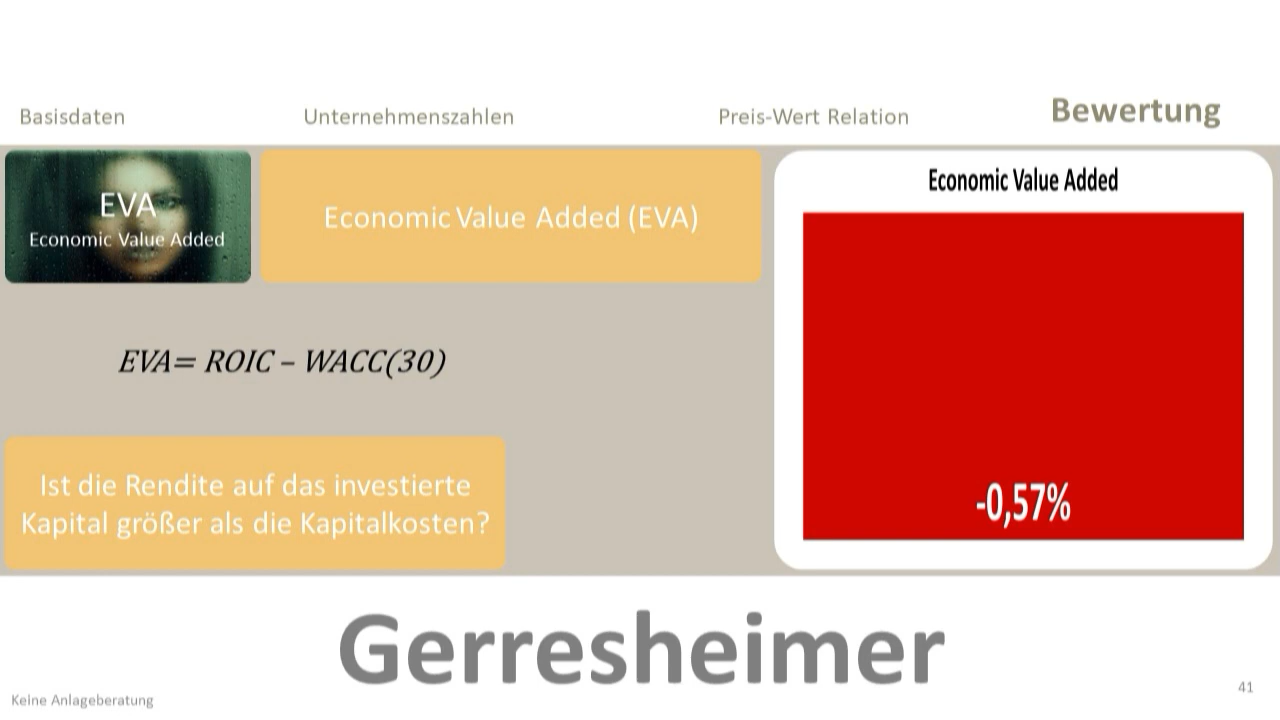 Basisdaten
Unternehmenszahlen
Preis-Wert Relation
Bewertung
EVA
Economic Value Added
Economic Value Added (EVA)
Economic Value Added
EVA= ROIC – WACC(30)
Ist die Rendite auf das investierte
Kapital größer als die Kapitalkosten?
-0,57%
Gerresheimer
Keine Anlageberatung
41